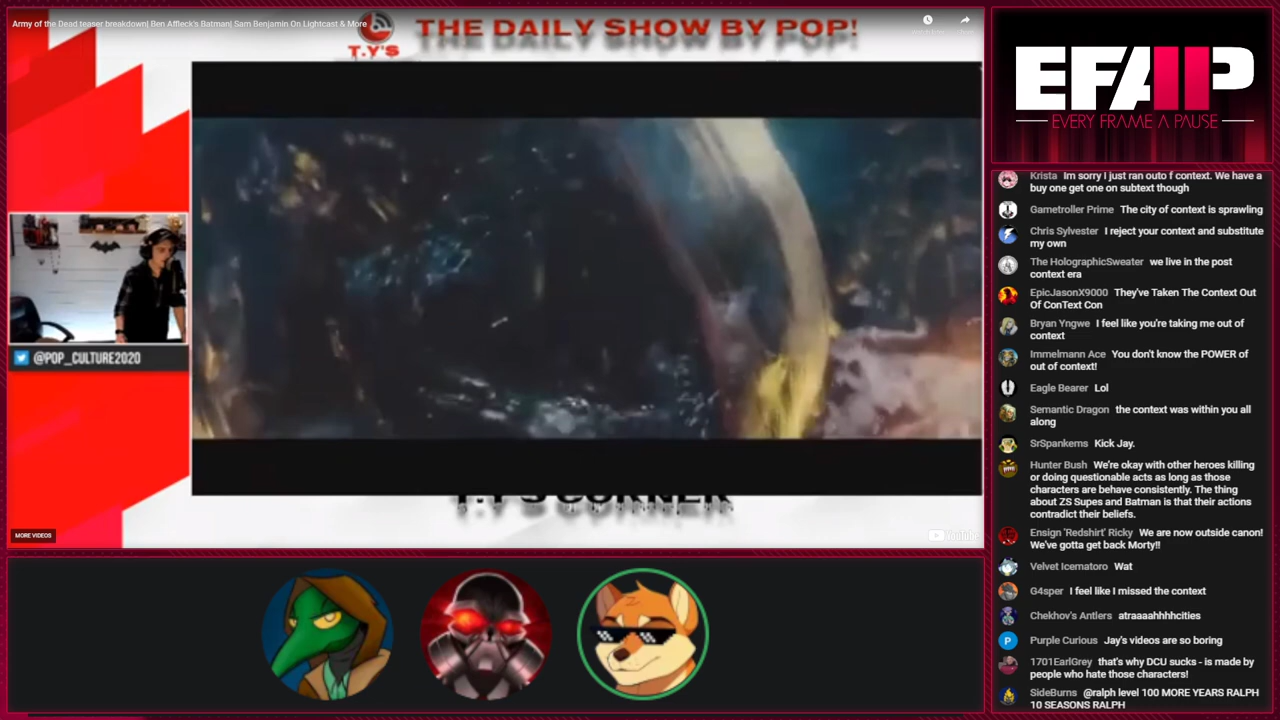 Army of the Dead teaser breakdown| Ben Affleck's Batman| Sam Benjamin On Lightcast & More
T.Y'S
THE DAILY SHOW BY POP!
@POP_CULTURE2020
T.Y'S CORNER
MORE VIDEOS
YouTube
EFAP
EVERY FRAME A PAUSE
Krista Im sorry I just ran outo f context. We have a
buy one get one on subtext though
Gametroller Prime The city of context is sprawling
Chris Sylvester I reject your context and substitute
my own
The HolographicSweater we live in the post
context era
EpicJasonX9000 They've Taken The Context Out
Of ConText Con
Bryan Yngwe I feel like you're taking me out of
context
Immelmann Ace You don't know the POWER of
out of context!
Eagle Bearer Lol
Semantic Dragon the context was within you all
along
SrSpankems Kick Jay.
Hunter Bush We're okay with other heroes killing
or doing questionable acts as long as those
characters are behave consistently. The thing
about ZS Supes and Batman is that their actions
contradict their beliefs.
Ensign 'Redshirt' Ricky We are now outside canon!
We've gotta get back Morty!!
Velvet Icematoro Wat
G4sper I feel like I missed the context
Chekhov's Antlers atraaaahhhhcities
P
Purple Curious Jay's videos are so boring
1701EarlGrey that's why DCU sucks - is made by
people who hate those characters!
SideBurns @ralph level 100 MORE YEARS RALPH
10 SEASONS RALPH